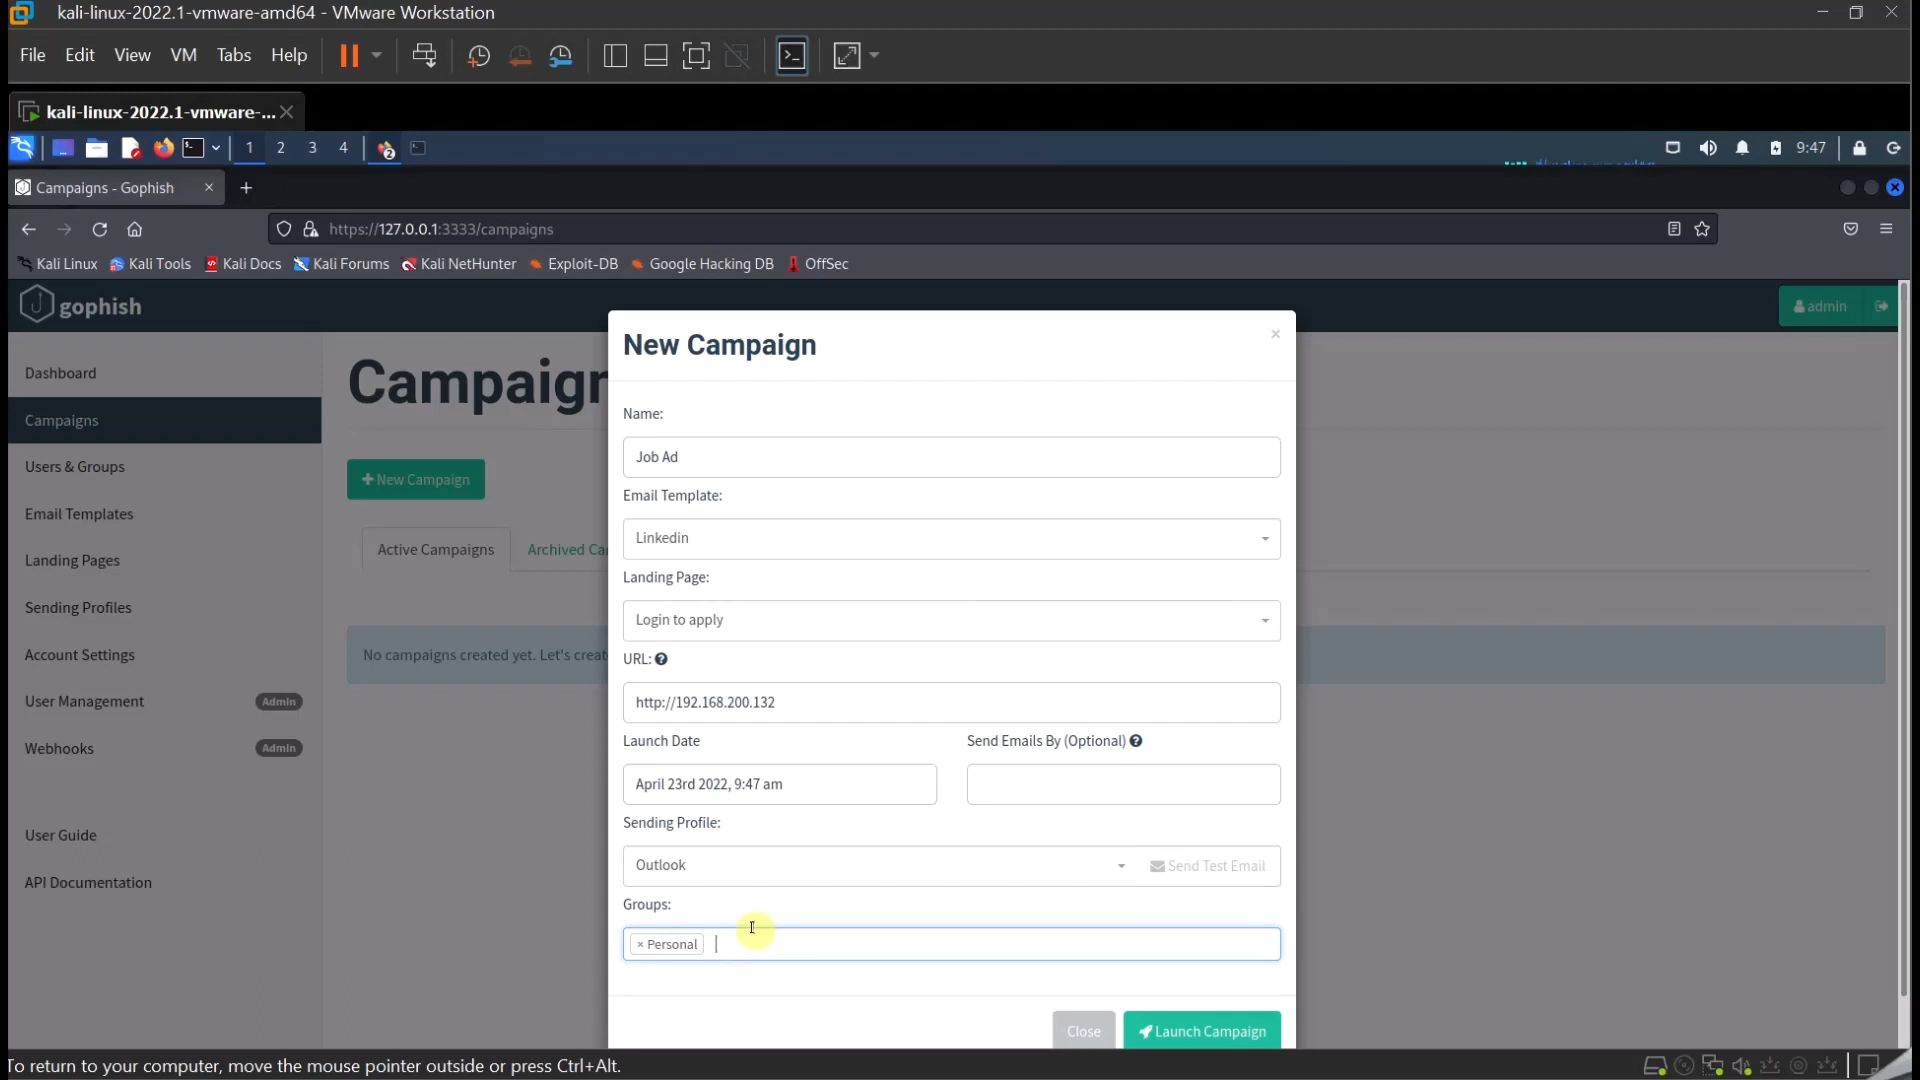 kali-linux-2022.1-vmware-amd64 - VMware Workstation
File Edit View VM Tabs Help
kali-linux-2022.1-vmware-...
1 2 3 4 9:47
Campaigns - Gophish
https://127.0.0.1:3333/campaigns
Kali Linux Kali Tools Kali Docs Kali Forums Kali NetHunter Exploit-DB Google Hacking DB OffSec
gophish
admin
Dashboard
Campaigns
Users & Groups
Email Templates
Landing Pages
Sending Profiles
Account Settings
User Management Admin
Webhooks Admin
User Guide
API Documentation
Campaign
+ New Campaign
Active Campaigns Archived Ca
No campaigns created yet. Let's creat
New Campaign
×
Name:
Job Ad
Email Template:
Linkedin
Landing Page:
Login to apply
URL:
http://192.168.200.132
Launch Date Send Emails By (Optional)
April 23rd 2022, 9:47 am
Sending Profile:
Outlook Send Test Email
Groups:
× Personal
Close Launch Campaign
To return to your computer, move the mouse pointer outside or press Ctrl+Alt.